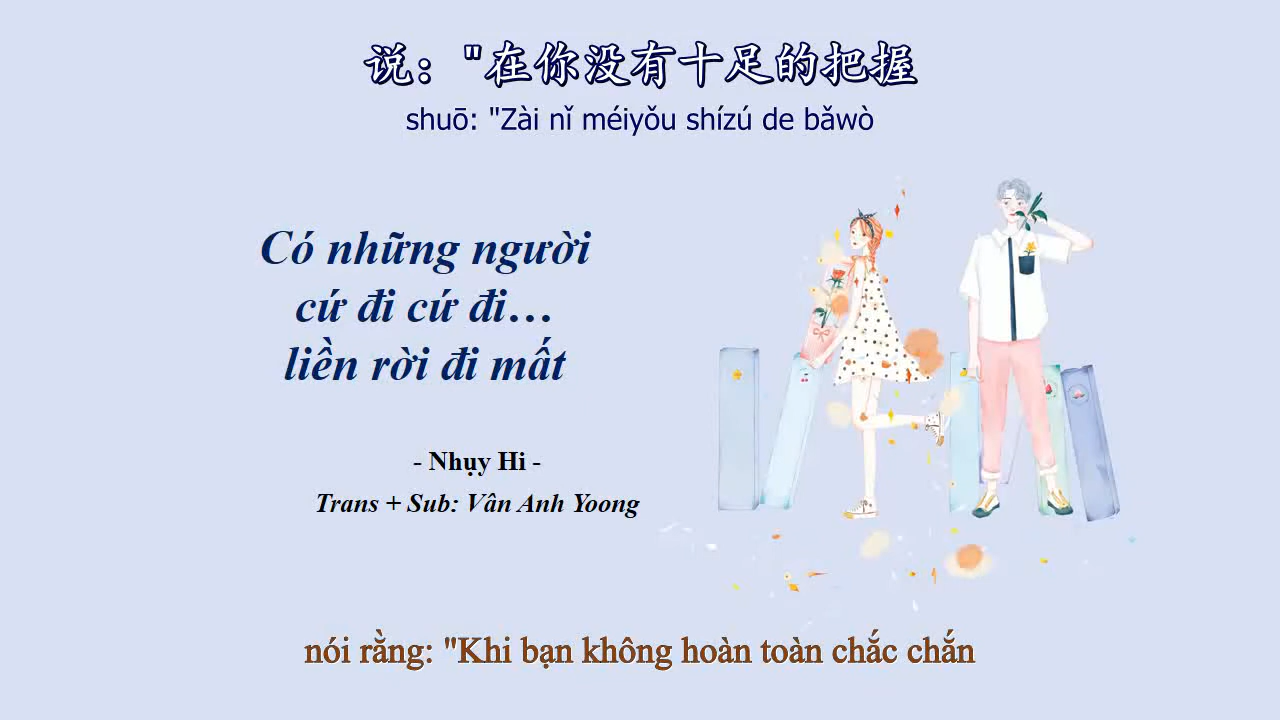 说："在你没有十足的把握
shuō: "Zài nǐ méiyǒu shízú de bǎwò
Có những người
cứ đi cứ đi…
liền rời đi mất
- Nhụy Hi -
Trans + Sub: Vân Anh Yoong
nói rằng: "Khi bạn không hoàn toàn chắc chắn